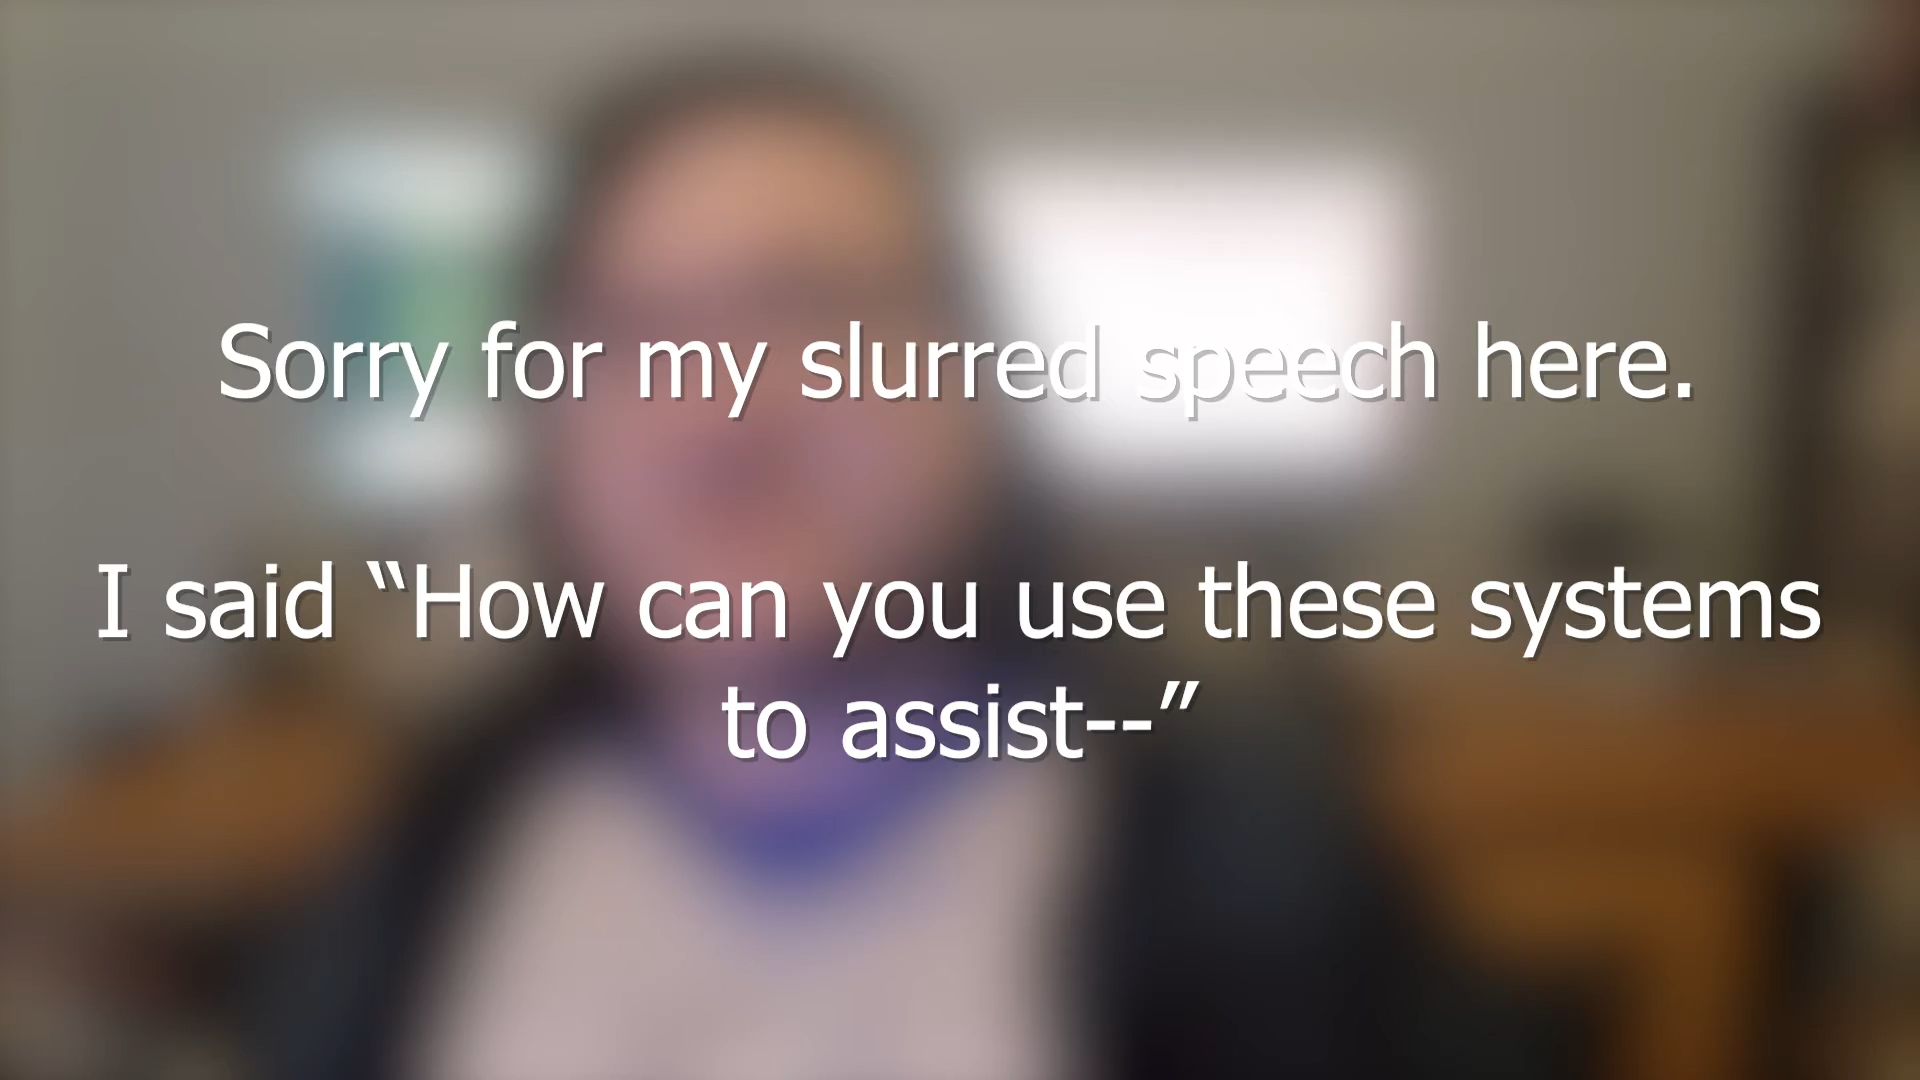 Sorry for my slurred speech here.
I said “How can you use these systems
to assist--”